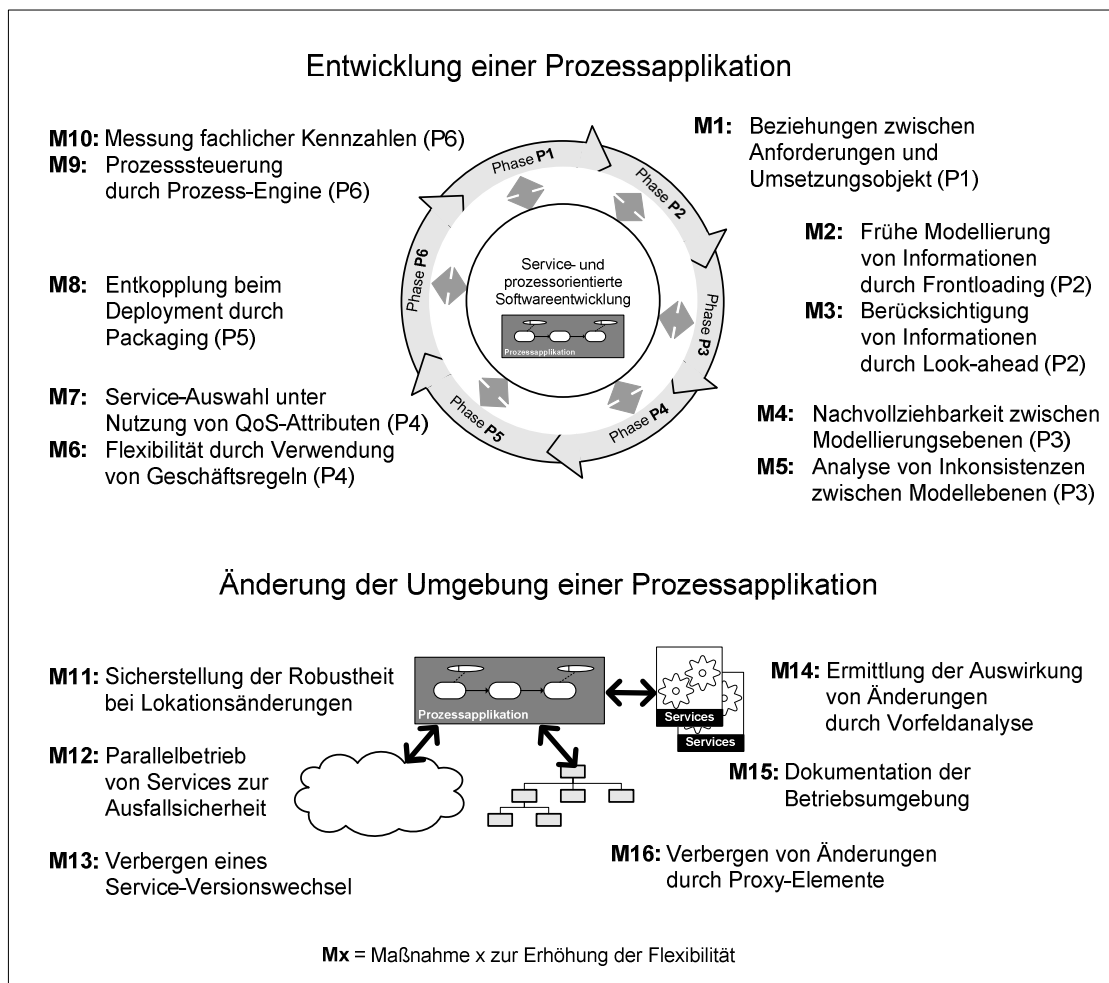 Entwicklung einer Prozessapplikation
M10: Messung fachlicher Kennzahlen (P6)
M9: Prozesssteuerung
durch Prozess-Engine (P6)
M8: Entkopplung beim
Deployment durch
Packaging (P5)
M7: Service-Auswahl unter
Nutzung von QoS-Attributen (P4)
M6: Flexibilität durch Verwendung
von Geschäftsregeln (P4)
Phase P1
Phase P2
Phase P3
Phase P4
Phase P5
Phase P6
Service- und
prozessorientierte
Softwareentwicklung
Prozessapplikation
M1: Beziehungen zwischen
Anforderungen und
Umsetzungsobjekt (P1)
M2: Frühe Modellierung
von Informationen
durch Frontloading (P2)
M3: Berücksichtigung
von Informationen
durch Look-ahead (P2)
M4: Nachvollziehbarkeit zwischen
Modellierungsebenen (P3)
M5: Analyse von Inkonsistenzen
zwischen Modellebenen (P3)
Änderung der Umgebung einer Prozessapplikation
M11: Sicherstellung der Robustheit
bei Lokationsänderungen
M12: Parallelbetrieb
von Services zur
Ausfallsicherheit
M13: Verbergen eines
Service-Versionswechsel
Prozessapplikation
Services
Services
M14: Ermittlung der Auswirkung
von Änderungen
durch Vorfeldanalyse
M15: Dokumentation der
Betriebsumgebung
M16: Verbergen von Änderungen
durch Proxy-Elemente
Mx = Maßnahme x zur Erhöhung der Flexibilität